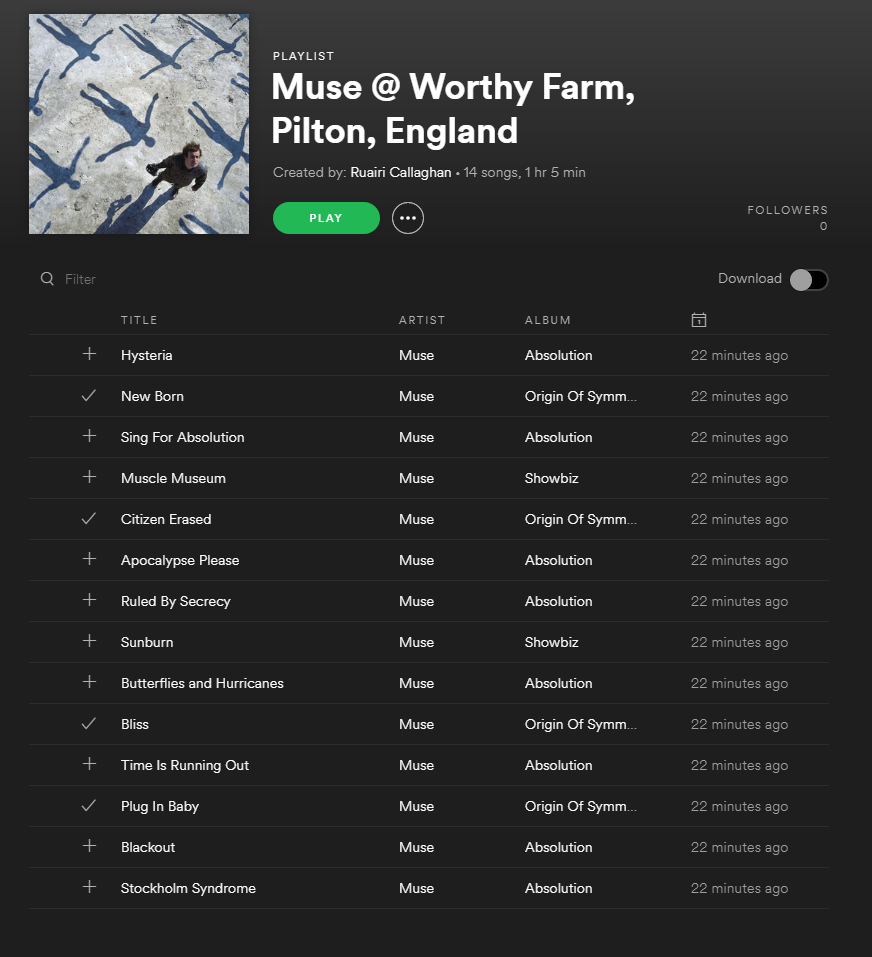 PLAYLIST
Muse @ Worthy Farm,
Pilton, England
Created by: Ruairi Callaghan • 14 songs, 1 hr 5 min
PLAY
FOLLOWERS
0
Filter
Download
TITLE ARTIST ALBUM
Hysteria Muse Absolution 22 minutes ago
New Born Muse Origin Of Symm... 22 minutes ago
Sing For Absolution Muse Absolution 22 minutes ago
Muscle Museum Muse Showbiz 22 minutes ago
Citizen Erased Muse Origin Of Symm... 22 minutes ago
Apocalypse Please Muse Absolution 22 minutes ago
Ruled By Secrecy Muse Absolution 22 minutes ago
Sunburn Muse Showbiz 22 minutes ago
Butterflies and Hurricanes Muse Absolution 22 minutes ago
Bliss Muse Origin Of Symm... 22 minutes ago
Time Is Running Out Muse Absolution 22 minutes ago
Plug In Baby Muse Origin Of Symm... 22 minutes ago
Blackout Muse Absolution 22 minutes ago
Stockholm Syndrome Muse Absolution 22 minutes ago